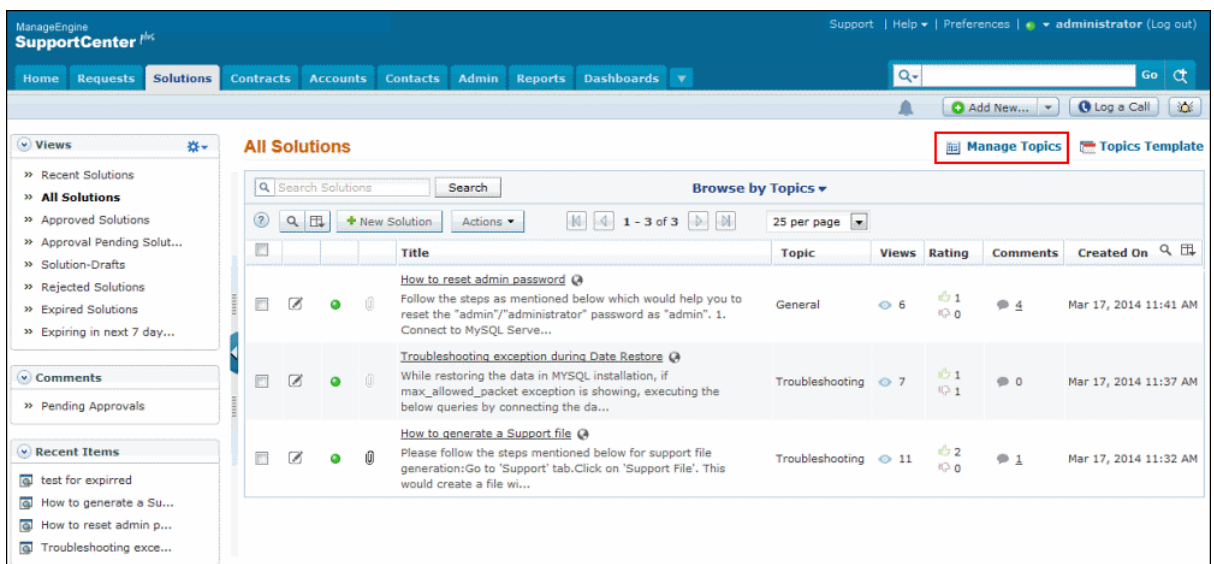 ManageEngine
SupportCenter plus
Support | Help | Preferences | administrator (Log out)
Home Requests Solutions Contracts Accounts Contacts Admin Reports Dashboards Go
Add New... Log a Call
Views
Recent Solutions
All Solutions
Approved Solutions
Approval Pending Solut...
Solution-Drafts
Rejected Solutions
Expired Solutions
Expiring in next 7 day...
Comments
Pending Approvals
Recent Items
test for expirred
How to generate a Su...
How to reset admin p...
Troubleshooting exce...
All Solutions
Manage Topics Topics Template
Search Solutions Search Browse by Topics
New Solution Actions 1 - 3 of 3 25 per page
Title Topic Views Rating Comments Created On
How to reset admin password
Follow the steps as mentioned below which would help you to
reset the "admin"/"administrator" password as "admin". 1.
Connect to MySQL Serve...
General 6 1 0 4 Mar 17, 2014 11:41 AM
Troubleshooting exception during Date Restore
While restoring the data in MYSQL installation, if
max_allowed_packet exception is showing, executing the
below queries by connecting the da...
Troubleshooting 7 1 1 0 Mar 17, 2014 11:37 AM
How to generate a Support file
Please follow the steps mentioned below for support file
generation:Go to 'Support' tab.Click on 'Support File'. This
would create a file wi...
Troubleshooting 11 2 0 1 Mar 17, 2014 11:32 AM